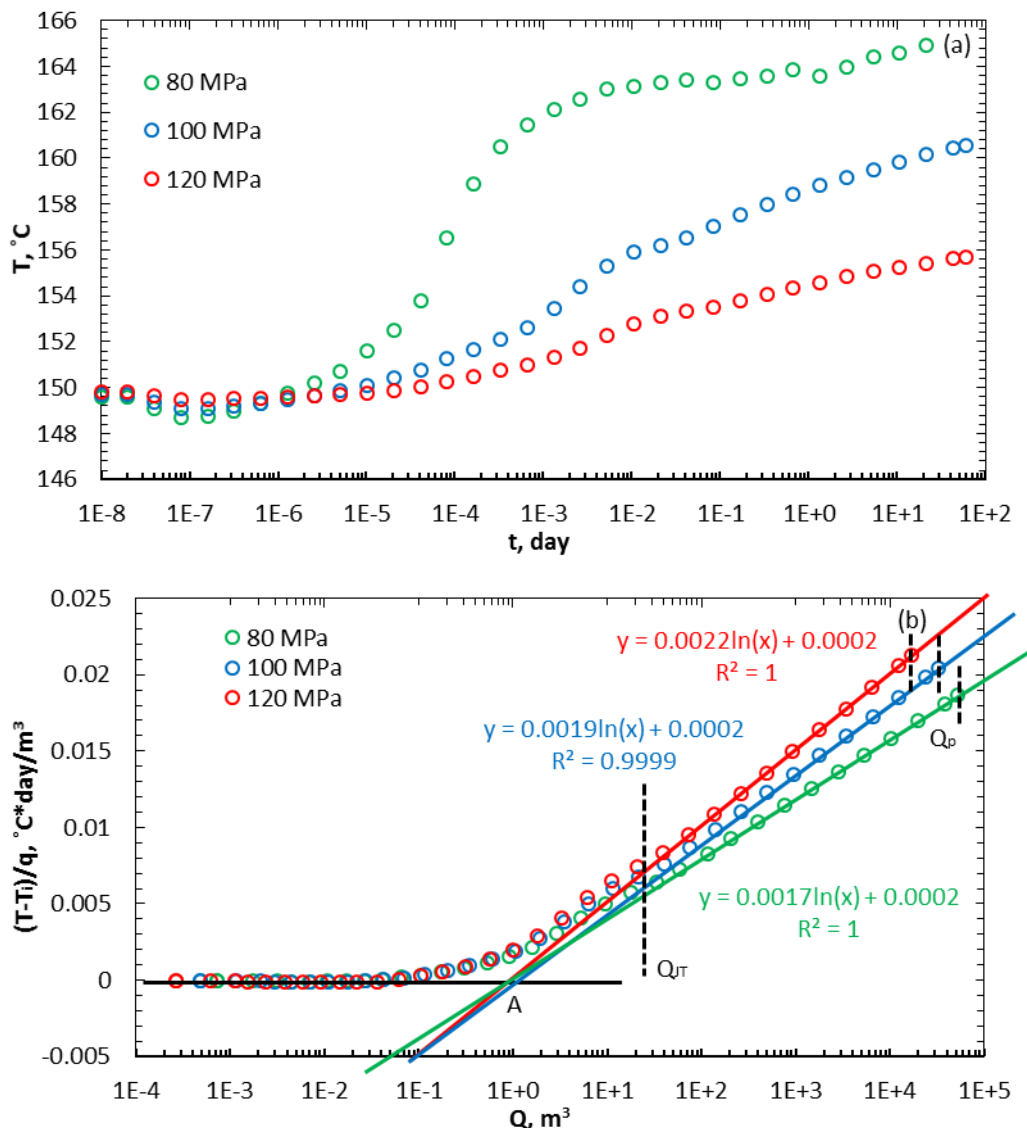 166
164
162
160
158
156
154
152
150
148
146
T, °C
(a)
80 MPa
100 MPa
120 MPa
1E-8 1E-7 1E-6 1E-5 1E-4 1E-3 1E-2 1E-1 1E+0 1E+1 1E+2
t, day
0.025
0.02
0.015
0.01
0.005
0
-0.005
(T-Ti)/q, °C*day/m³
80 MPa
100 MPa
120 MPa
(b)
y = 0.0022ln(x) + 0.0002
R² = 1
y = 0.0019ln(x) + 0.0002
R² = 0.9999
Qp
y = 0.0017ln(x) + 0.0002
R² = 1
QJT
A
1E-4 1E-3 1E-2 1E-1 1E+0 1E+1 1E+2 1E+3 1E+4 1E+5
Q, m³